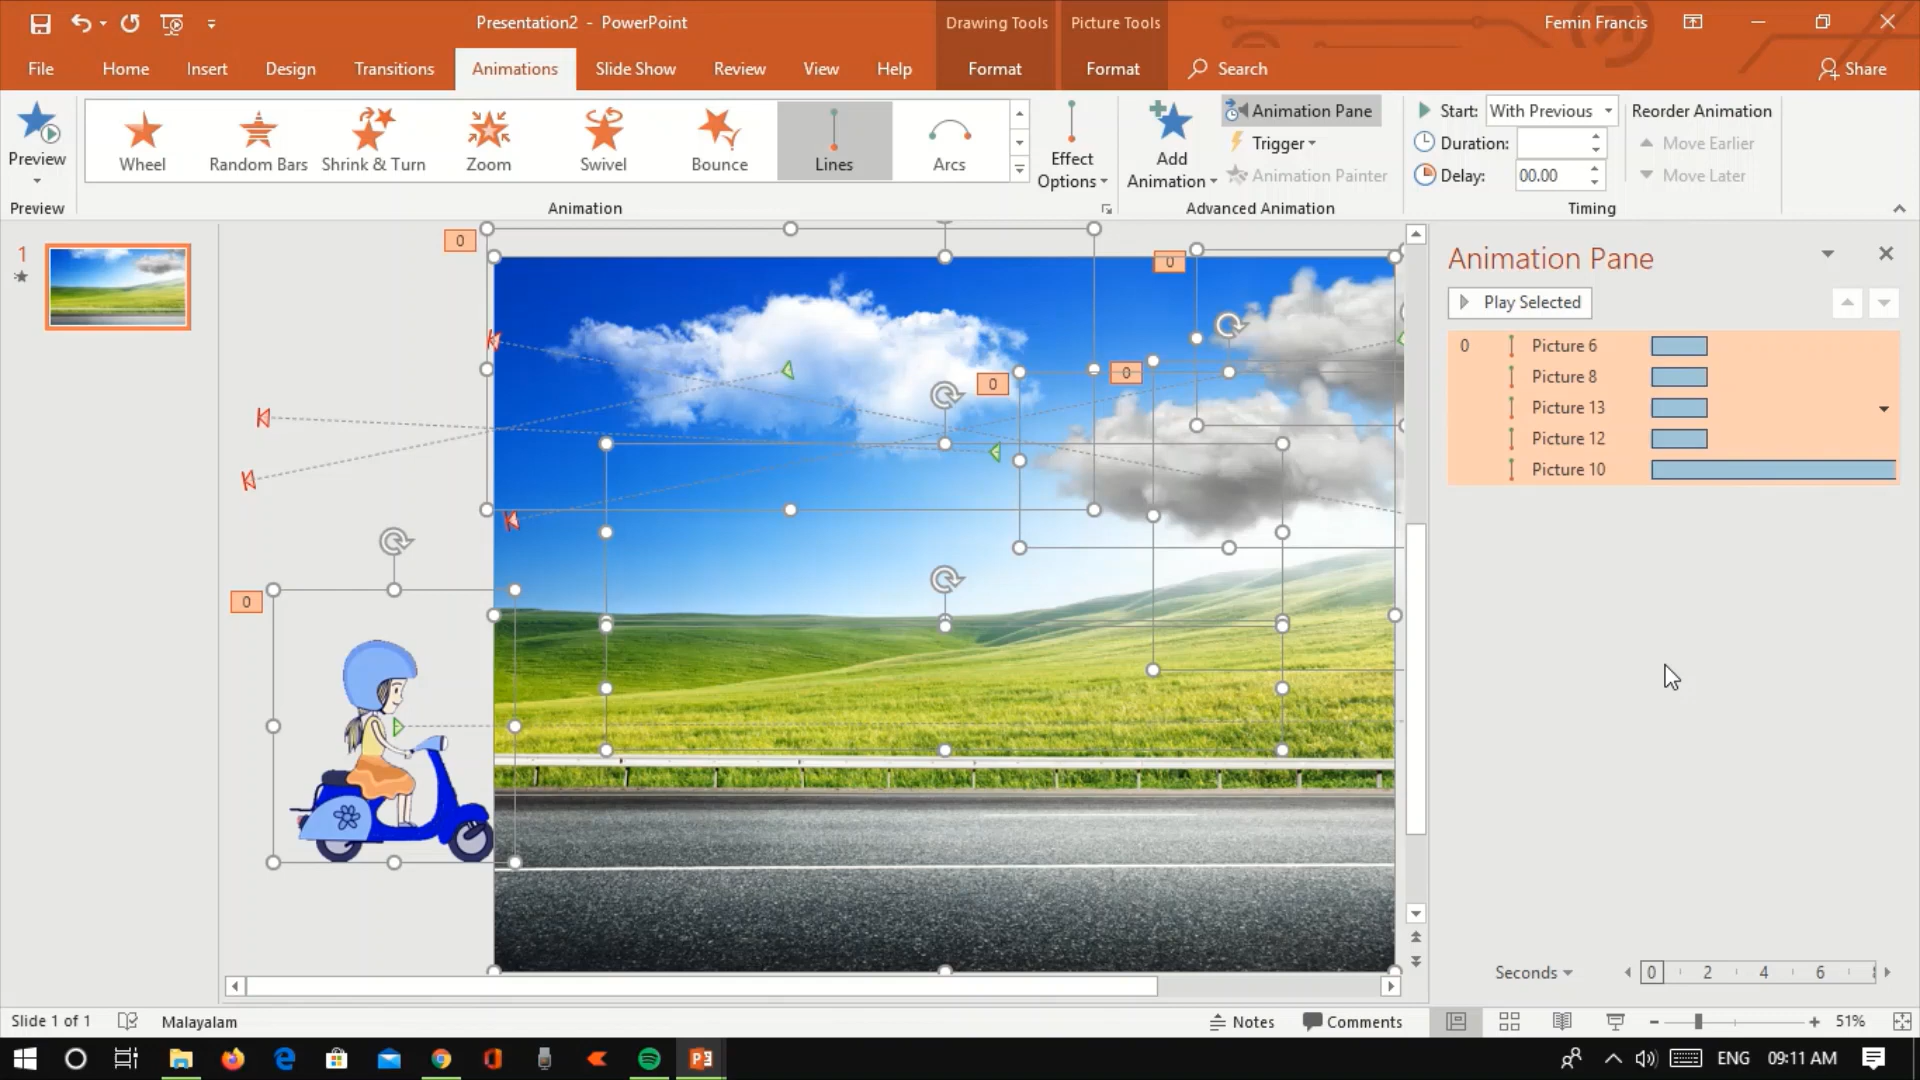 Presentation2 - PowerPoint
Drawing Tools
Picture Tools
Femin Francis
File
Home
Insert
Design
Transitions
Animations
Slide Show
Review
View
Help
Format
Format
Search
Share
Preview
Wheel
Random Bars
Shrink & Turn
Zoom
Swivel
Bounce
Lines
Arcs
Effect
Options
Add
Animation
Animation Pane
Trigger
Animation Painter
Start: With Previous
Duration:
Delay: 00.00
Reorder Animation
Move Earlier
Move Later
Preview
Animation
Advanced Animation
Timing
1
0
0
0
0
0
Animation Pane
Play Selected
0 Picture 6
Picture 8
Picture 13
Picture 12
Picture 10
Seconds
0 2 4 6
Slide 1 of 1
Malayalam
Notes
Comments
51%
ENG
09:11 AM